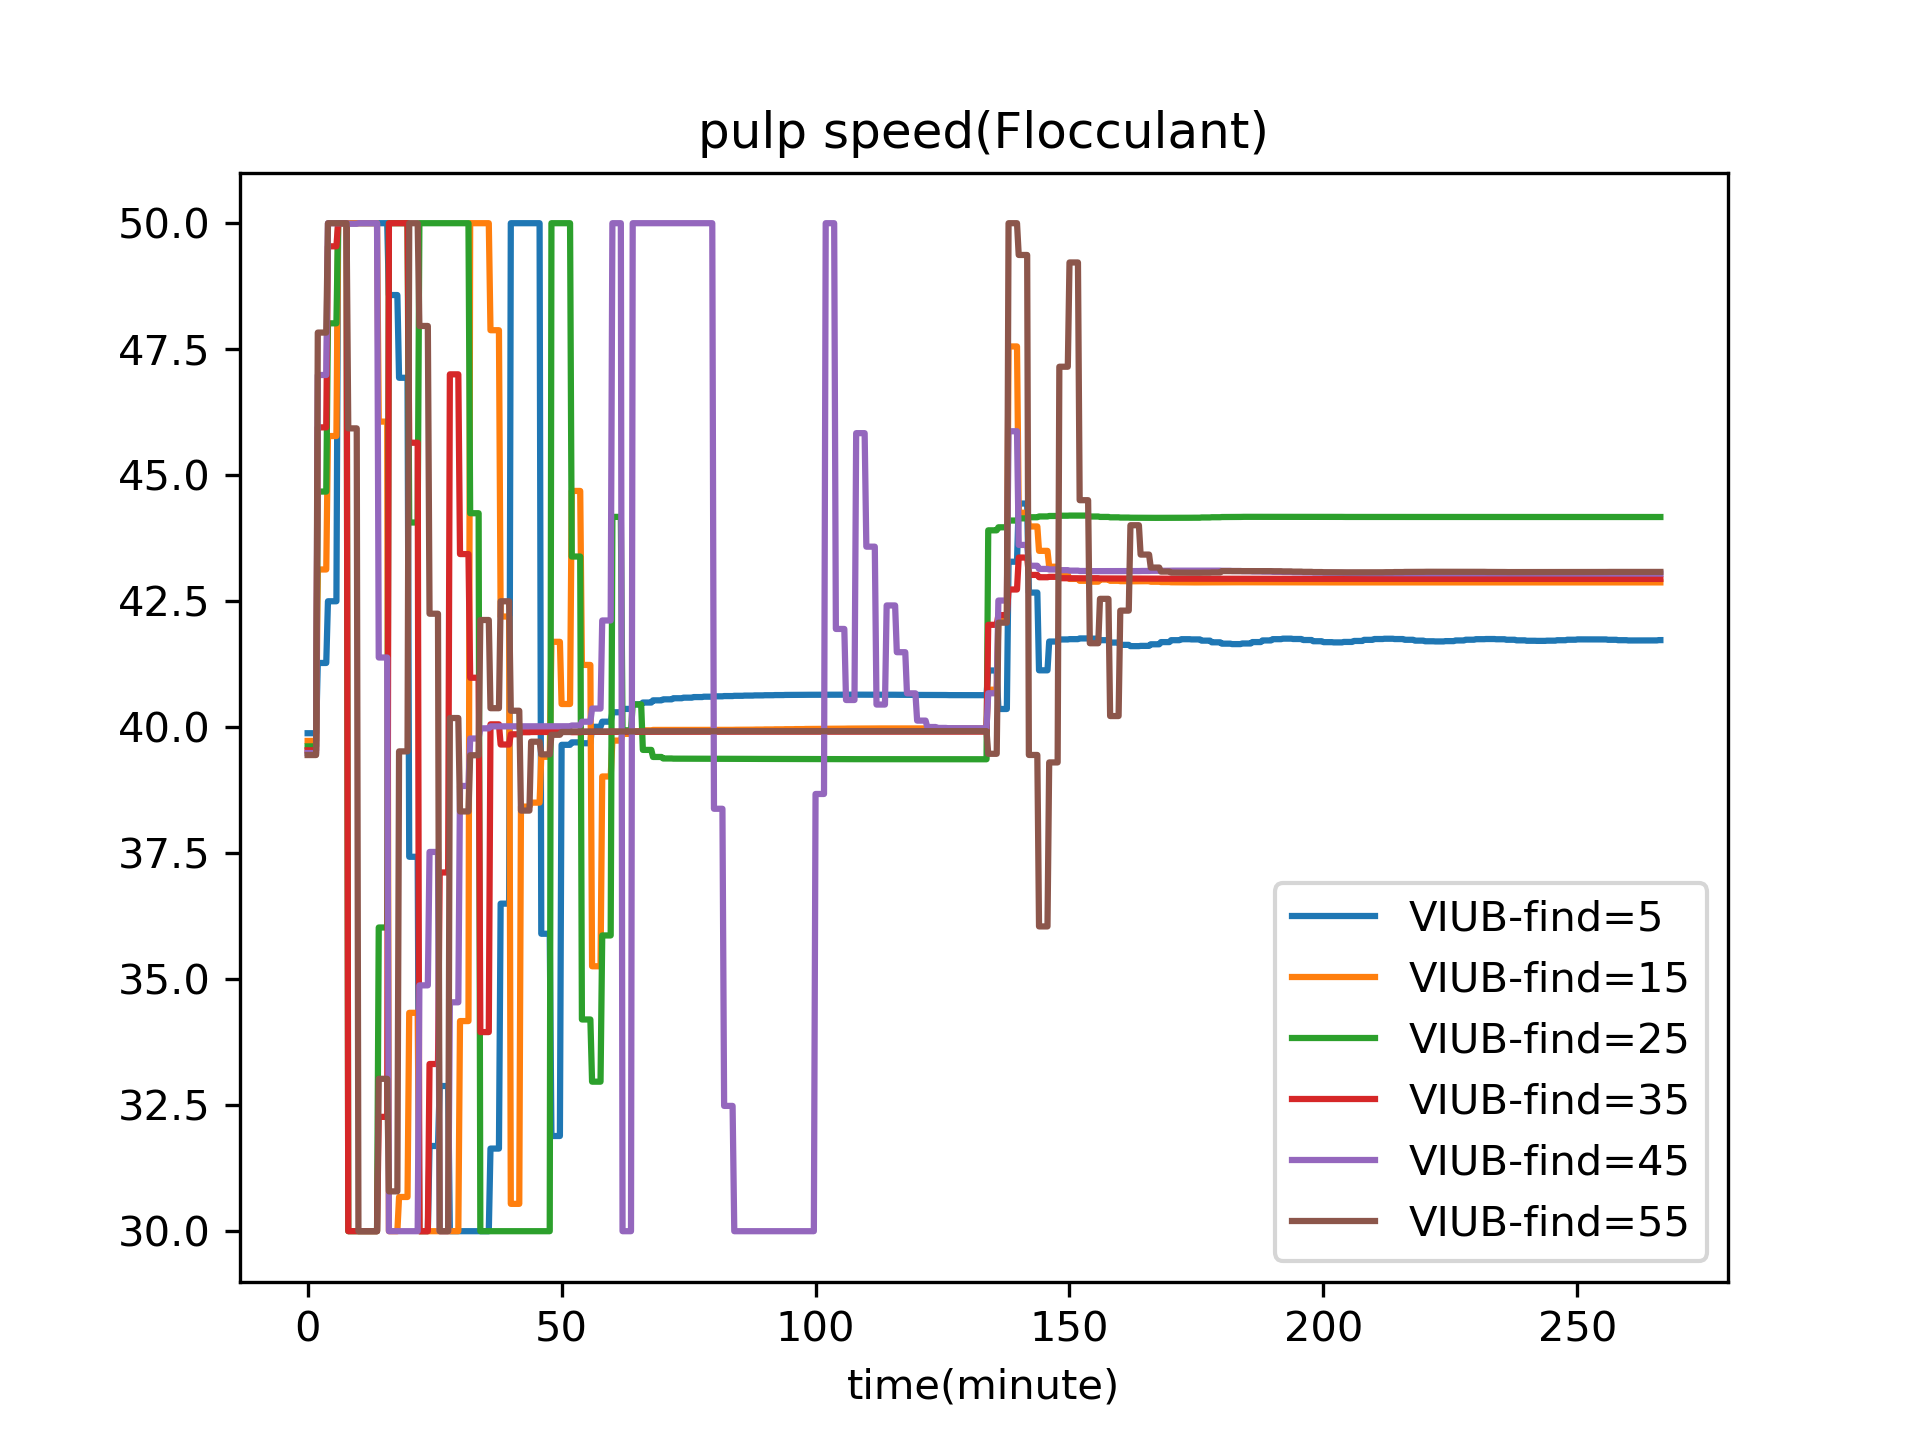 pulp speed(Flocculant)
50.0
47.5
45.0
42.5
40.0
37.5
35.0
32.5
30.0
0 50 100 150 200 250
time(minute)
VIUB-find=5
VIUB-find=15
VIUB-find=25
VIUB-find=35
VIUB-find=45
VIUB-find=55